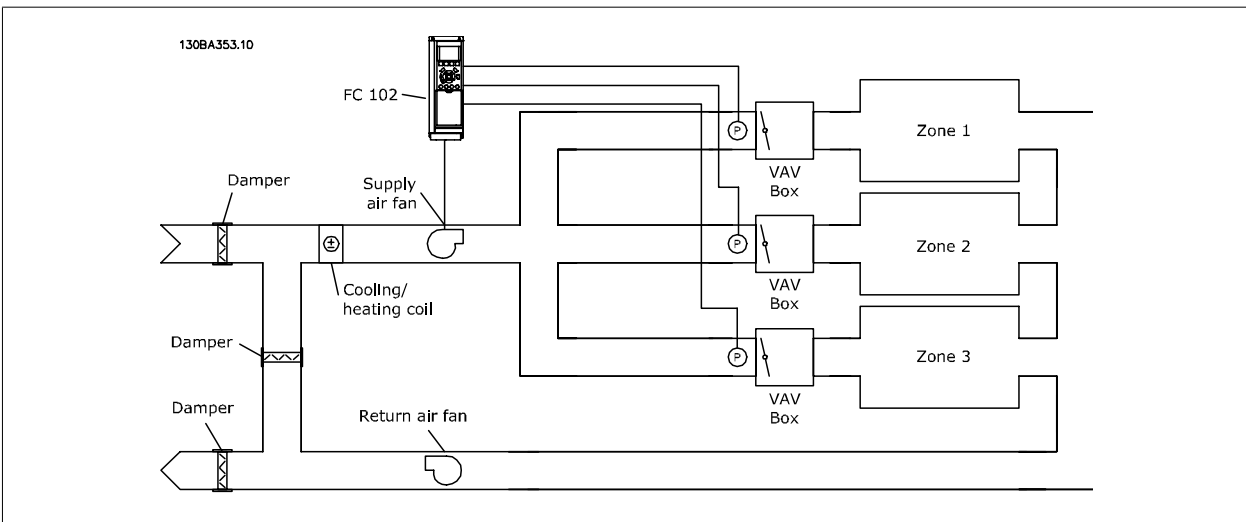 130BA353.10
FC 102
P
Zone 1
VAV
Box
Damper
Supply
air fan
P
Zone 2
VAV
Box
±
Cooling/
heating coil
Damper
P
Zone 3
VAV
Box
Damper
Return air fan